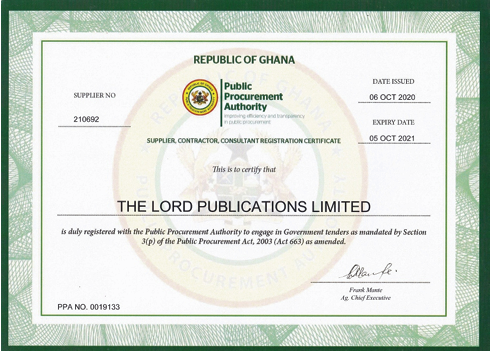 REPUBLIC OF GHANA
Public
Procurement
Authority
Improving efficiency and transparency
in public procurement
SUPPLIER NO
210692
DATE ISSUED
06 OCT 2020
EXPIRY DATE
05 OCT 2021
SUPPLIER, CONTRACTOR, CONSULTANT REGISTRATION CERTIFICATE
This is to certify that
THE LORD PUBLICATIONS LIMITED
is duly registered with the Public Procurement Authority to engage in Government tenders as mandated by Section
3(p) of the Public Procurement Act, 2003 (Act 663) as amended.
Frank Mante
Ag. Chief Executive
PPA NO. 0019133